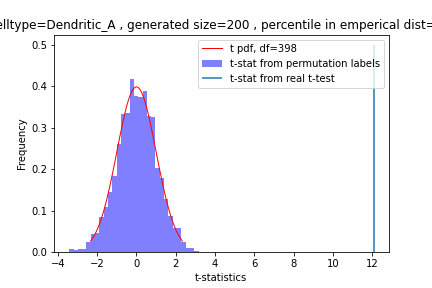 elltype=Dendritic_A , generated size=200 , percentile in emperical dist=
0.5
0.4
0.3
0.2
0.1
0.0
Frequency
t pdf, df=398
t-stat from permutation labels
t-stat from real t-test
−4 −2 0 2 4 6 8 10 12
t-statistics